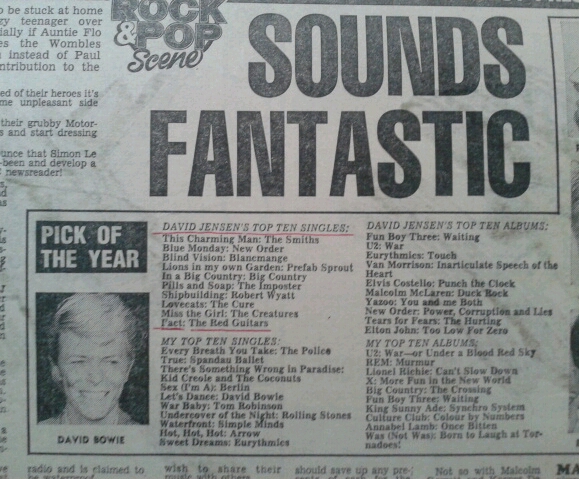 be stuck at home
teenager over
if Auntie Flo
es the Wombles
instead of Paul
ntribution to the
ed of their heroes it's
me unpleasant side
their grubby Motor-
s and start dressing
unce that Simon Le
-been and develop a
newsreader!
ROCK
& POP
Scene
SOUNDS
FANTASTIC
PICK OF
THE YEAR
DAVID BOWIE
DAVID JENSEN'S TOP TEN SINGLES:
This Charming Man: The Smiths
Blue Monday: New Order
Blind Vision: Blancmange
Lions in my own Garden: Prefab Sprout
In a Big Country: Big Country
Pills and Soap: The Imposter
Shipbuilding: Robert Wyatt
Lovecats: The Cure
Miss the Girl: The Creatures
Fact: The Red Guitars
MY TOP TEN SINGLES:
Every Breath You Take: The Police
True: Spandau Ballet
There's Something Wrong in Paradise:
Kid Creole and The Coconuts
Sex (I'm A): Berlin
Let's Dance: David Bowie
War Baby: Tom Robinson
Undercover of the Night: Rolling Stones
Waterfront: Simple Minds
Hot, Hot, Hot: Arrow
Sweet Dreams: Eurythmics
DAVID JENSEN'S TOP TEN ALBUMS:
Fun Boy Three: Waiting
U2: War
Eurythmics: Touch
Van Morrison: Inarticulate Speech of the
Heart
Elvis Costello: Punch the Clock
Malcolm McLaren: Duck Rock
Yazoo: You and me Both
New Order: Power, Corruption and Lies
Tears for Fears: The Hurting
Elton John: Too Low For Zero
MY TOP TEN ALBUMS:
U2: War—or Under a Blood Red Sky
REM: Murmur
Lionel Richie: Can't Slow Down
X: More Fun in the New World
Big Country: The Crossing
Fun Boy Three: Waiting
King Sunny Ade: Synchro System
Culture Club: Colour by Numbers
Annabel Lamb: Once Bitten
Was (Not Was): Born to Laugh at Tor-
nadoes!
radio and is claimed to
wish to share their
should save up any pre-
Not so with Malcolm
MA